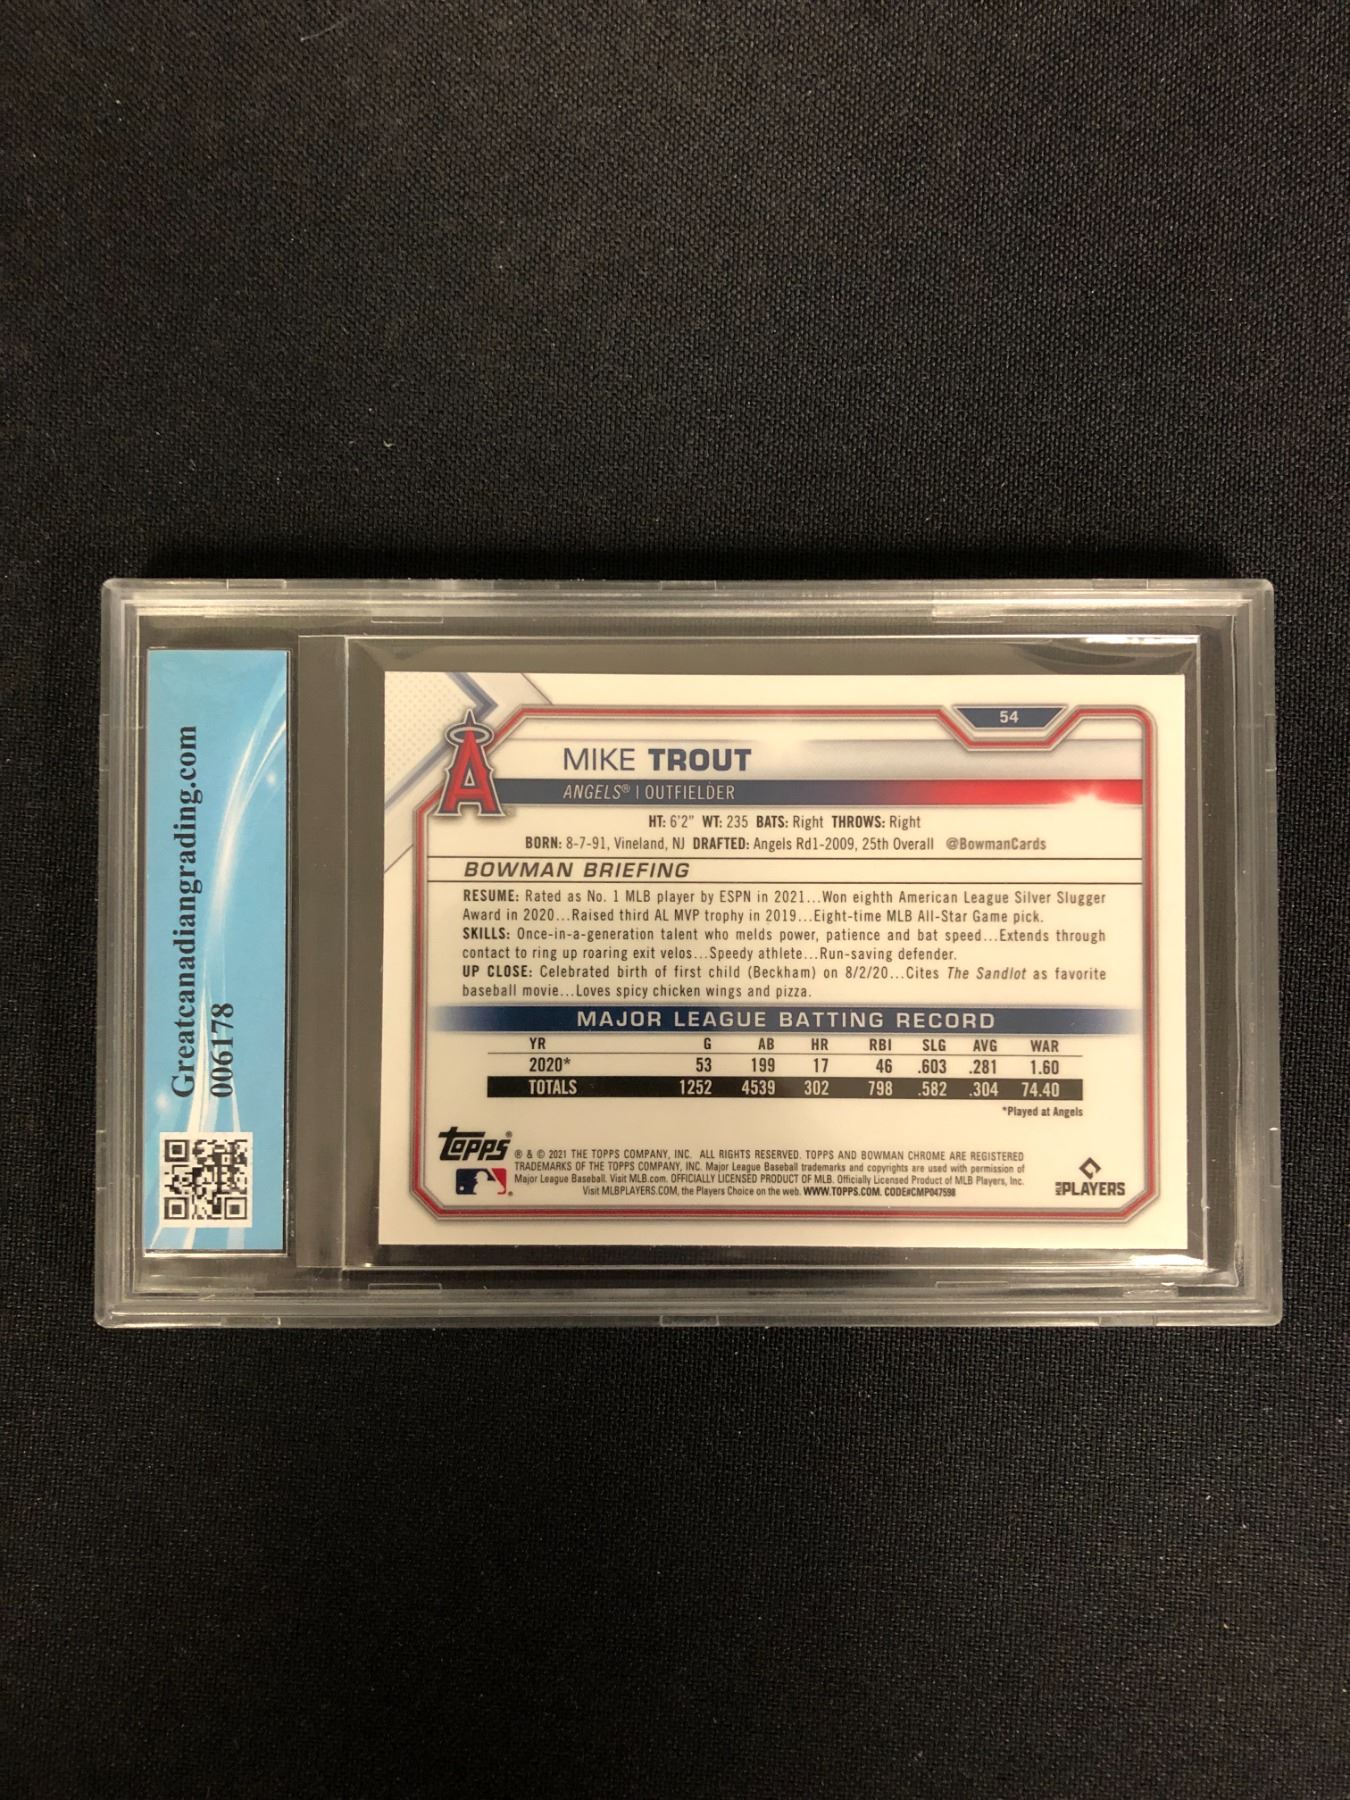 Greatcanadiangrading.com
006178
54
MIKE TROUT
ANGELS® | OUTFIELDER
HT: 6'2" WT: 235 BATS: Right THROWS: Right
BORN: 8-7-91, Vineland, NJ DRAFTED: Angels Rd1-2009, 25th Overall @BowmanCards
BOWMAN BRIEFING
RESUME: Rated as No. 1 MLB player by ESPN in 2021...Won eighth American League Silver Slugger
Award in 2020...Raised third AL MVP trophy in 2019...Eight-time MLB All-Star Game pick.
SKILLS: Once-in-a-generation talent who melds power, patience and bat speed...Extends through
contact to ring up roaring exit velos...Speedy athlete...Run-saving defender.
UP CLOSE: Celebrated birth of first child (Beckham) on 8/2/20...Cites The Sandlot as favorite
baseball movie...Loves spicy chicken wings and pizza.
MAJOR LEAGUE BATTING RECORD
YR G AB HR RBI SLG AVG WAR
2020* 53 199 17 46 .603 .281 1.60
TOTALS 1252 4539 302 798 .582 .304 74.40
*Played at Angels
topps®
® & © 2021 THE TOPPS COMPANY, INC. ALL RIGHTS RESERVED. TOPPS AND BOWMAN CHROME ARE REGISTERED
TRADEMARKS OF THE TOPPS COMPANY, INC. Major League Baseball trademarks and copyrights are used with permission of
Major League Baseball. Visit MLB.com. OFFICIALLY LICENSED PRODUCT OF MLB. Officially Licensed Product of MLB Players, Inc.
Visit MLBPLAYERS.COM, the Players Choice on the web. WWW.TOPPS.COM. CODE#CMP047598
MLB PLAYERS